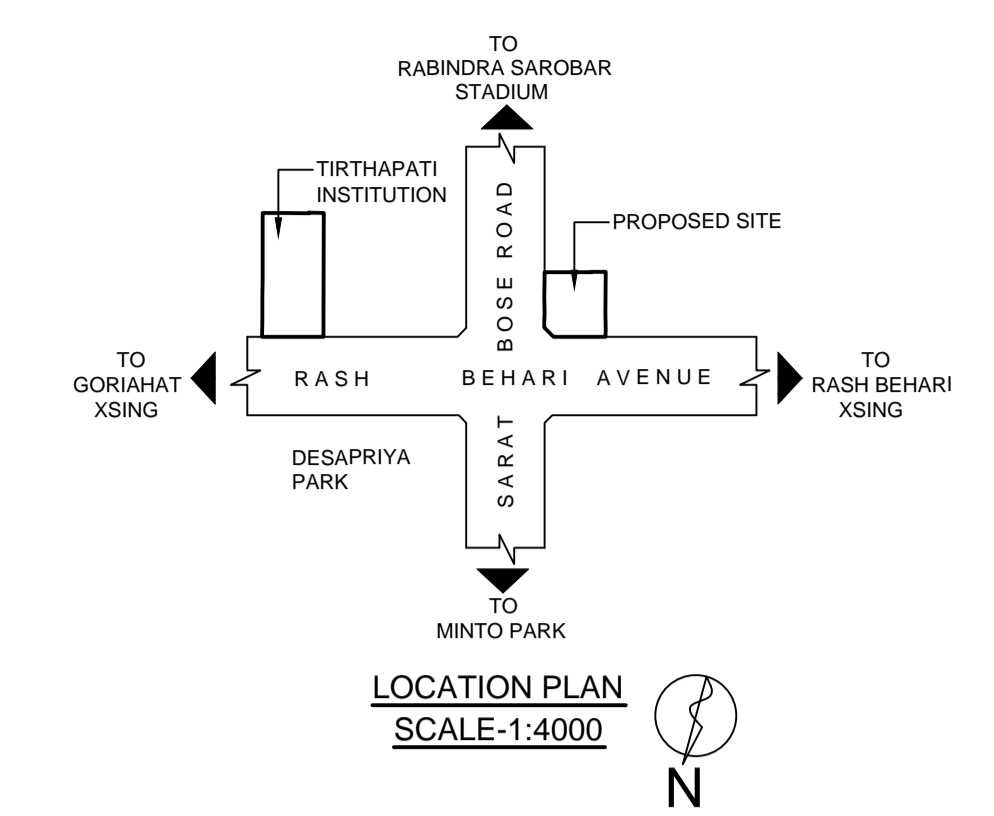 TO
RABINDRA SAROBAR
STADIUM
TIRTHAPATI
INSTITUTION
PROPOSED SITE
SARAT BOSE ROAD
TO
GORIAHAT
XSING
RASH BEHARI AVENUE
TO
RASH BEHARI
XSING
DESAPRIYA
PARK
TO
MINTO PARK
LOCATION PLAN
SCALE-1:4000
N